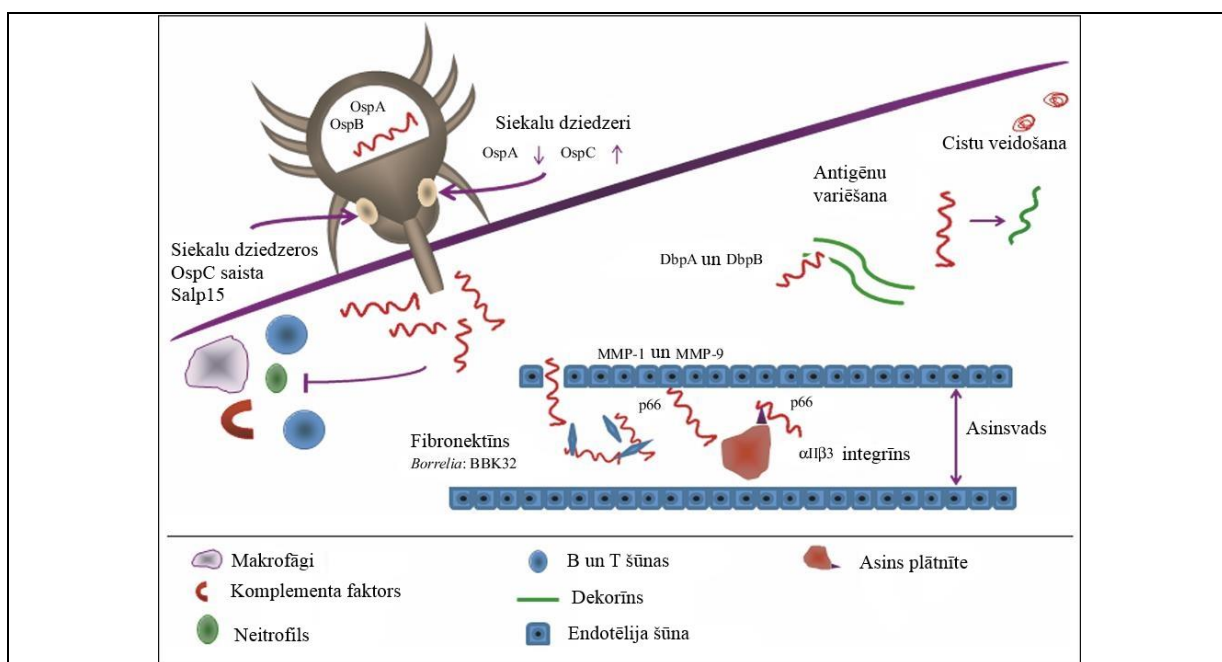 OspA
OspB
Siekalu dziedzeri
OspA ↓ OspC ↑
Cistu veidošana
Antigēnu
variēšana
Siekalu dziedzeros
OspC saista
Salp15
DbpA un DbpB
MMP-1 un MMP-9
p66
p66
Asinsvads
Fibronektīns
Borrelia: BBK32
αIIβ3 integrīns
Makrofāgi
B un T šūnas
Asins plātnīte
Komplementa faktors
Dekorīns
Neitrofils
Endotēlija šūna